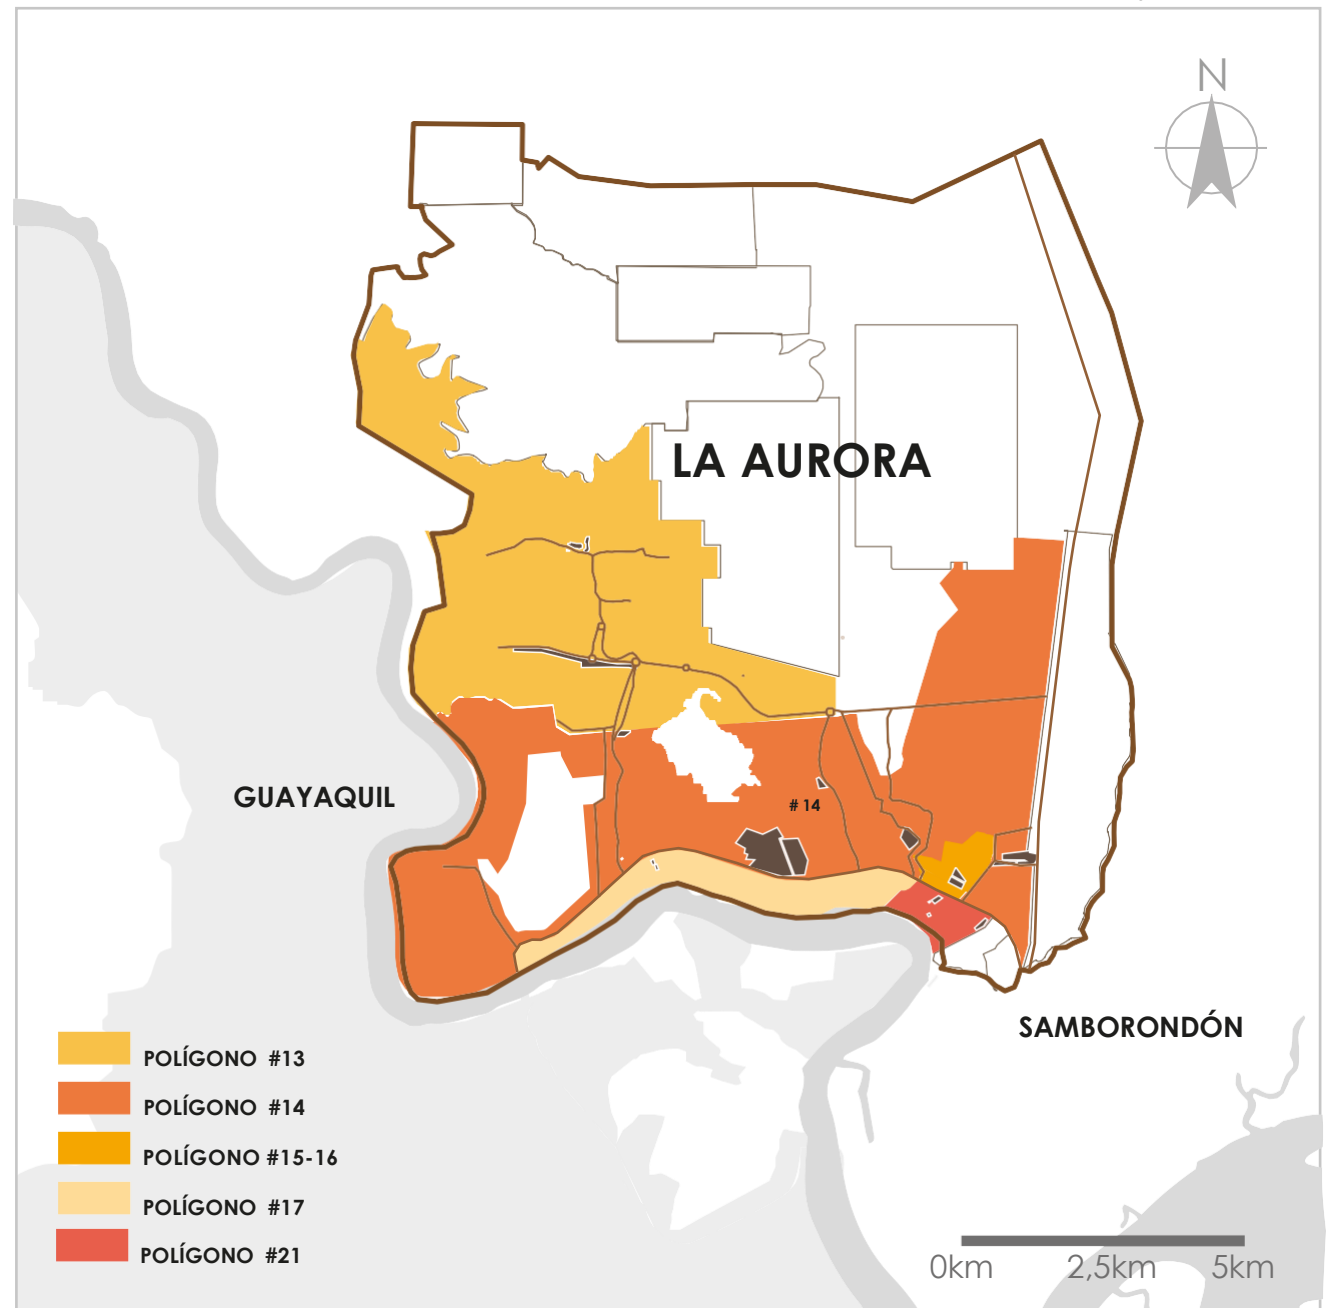 N
LA AURORA
GUAYAQUIL
# 14
SAMBORONDÓN
POLÍGONO #13
POLÍGONO #14
POLÍGONO #15-16
POLÍGONO #17
POLÍGONO #21
0km 2,5km 5km